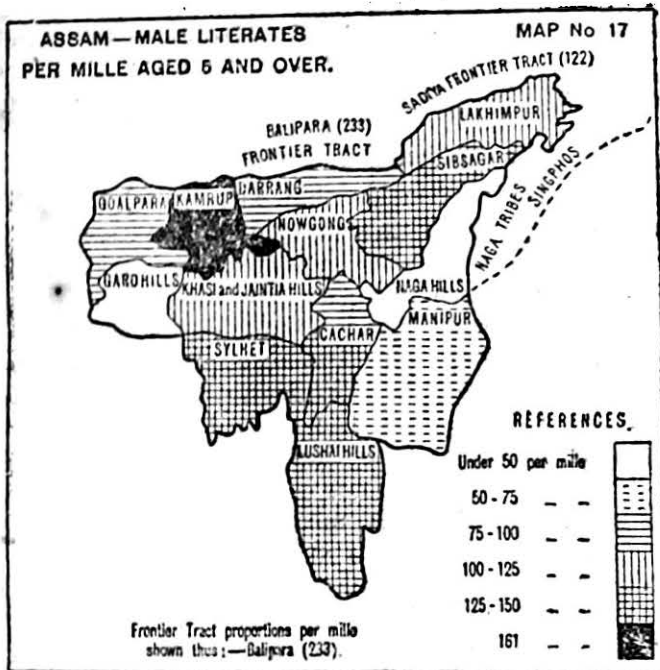 ASSAM—MALE LITERATES
PER MILLE AGED 5 AND OVER.
MAP No 17
SADIYA FRONTIER TRACT (122)
BALIPARA (233)
FRONTIER TRACT
LAKHIMPUR
SIBSAGAR
DARRANG
GOALPARA
KAMRUP
NOWGONG
NAGA TRIBES
SINGPHOS
GARO HILLS
KHASI and JAINTIA HILLS
NAGA HILLS
MANIPUR
CACHAR
SYLHET
LUSHAI HILLS
REFERENCES.
Under 50 per mille
50-75 — —
75-100 — —
100-125 — —
125-150 — —
161 — —
Frontier Tract proportions per mille
shown thus:—Balipara (233).